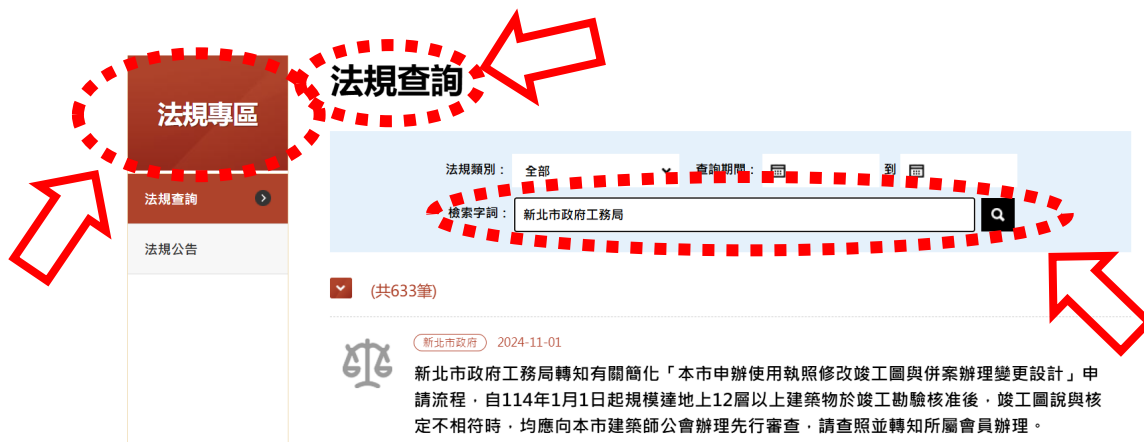 法規專區
法規查詢
法規公告
法規查詢
法規類別： 全部 查詢期間： 到
檢索字詞： 新北市政府工務局
(共633筆)
新北市政府 2024-11-01
新北市政府工務局轉知有關簡化「本市申辦使用執照修改竣工圖與併案辦理變更設計」申
請流程，自114年1月1日起規模達地上12層以上建築物於竣工勘驗核准後，竣工圖說與核
定不相符時，均應向本市建築師公會辦理先行審查，請查照並轉知所屬會員辦理。